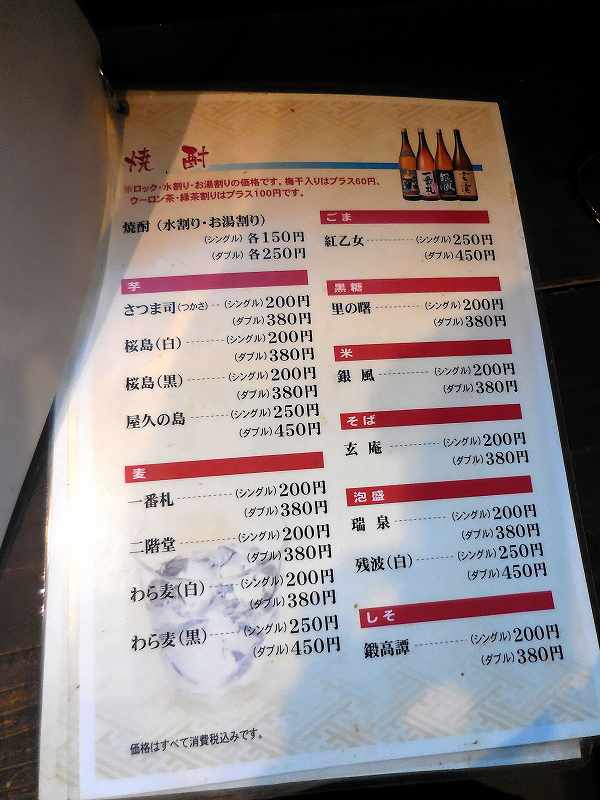 焼酎
※ロック・水割り・お湯割りの価格です。梅干入りはプラス60円、
ウーロン茶・緑茶割りはプラス100円です。
焼酎（水割り・お湯割り）
（シングル）各150円
（ダブル）各250円
芋
さつま司（つかさ）（シングル）200円
（ダブル）380円
桜島（白）（シングル）200円
（ダブル）380円
桜島（黒）（シングル）200円
（ダブル）380円
屋久の島（シングル）250円
（ダブル）450円
麦
一番札（シングル）200円
（ダブル）380円
二階堂（シングル）200円
（ダブル）380円
わら麦（白）（シングル）200円
（ダブル）380円
わら麦（黒）（シングル）250円
（ダブル）450円
ごま
紅乙女（シングル）250円
（ダブル）450円
黒糖
里の曙（シングル）200円
（ダブル）380円
米
銀風（シングル）200円
（ダブル）380円
そば
玄庵（シングル）200円
（ダブル）380円
泡盛
瑞泉（シングル）200円
（ダブル）380円
残波（白）（シングル）250円
（ダブル）450円
しそ
鍛高譚（シングル）200円
（ダブル）380円
価格はすべて消費税込みです。